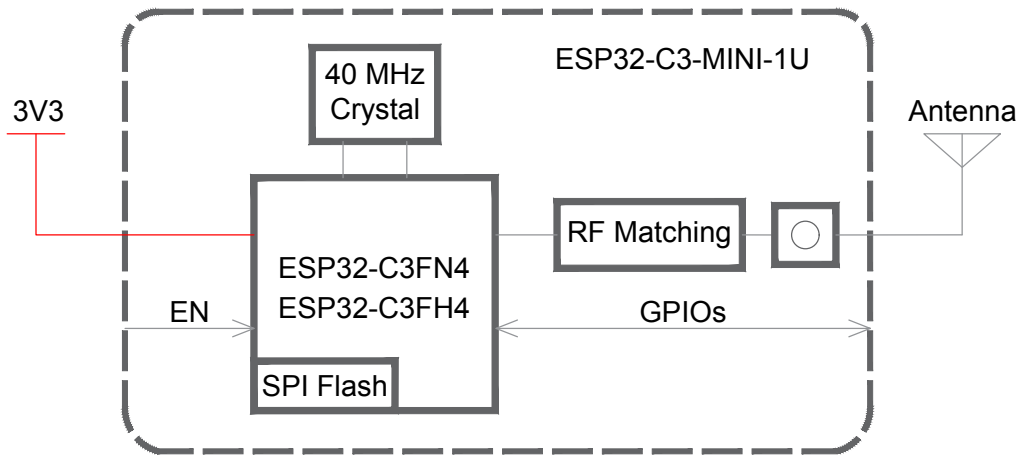 ESP32-C3-MINI-1U
40 MHz
Crystal
3V3
Antenna
RF Matching
ESP32-C3FN4
ESP32-C3FH4
EN
GPIOs
SPI Flash